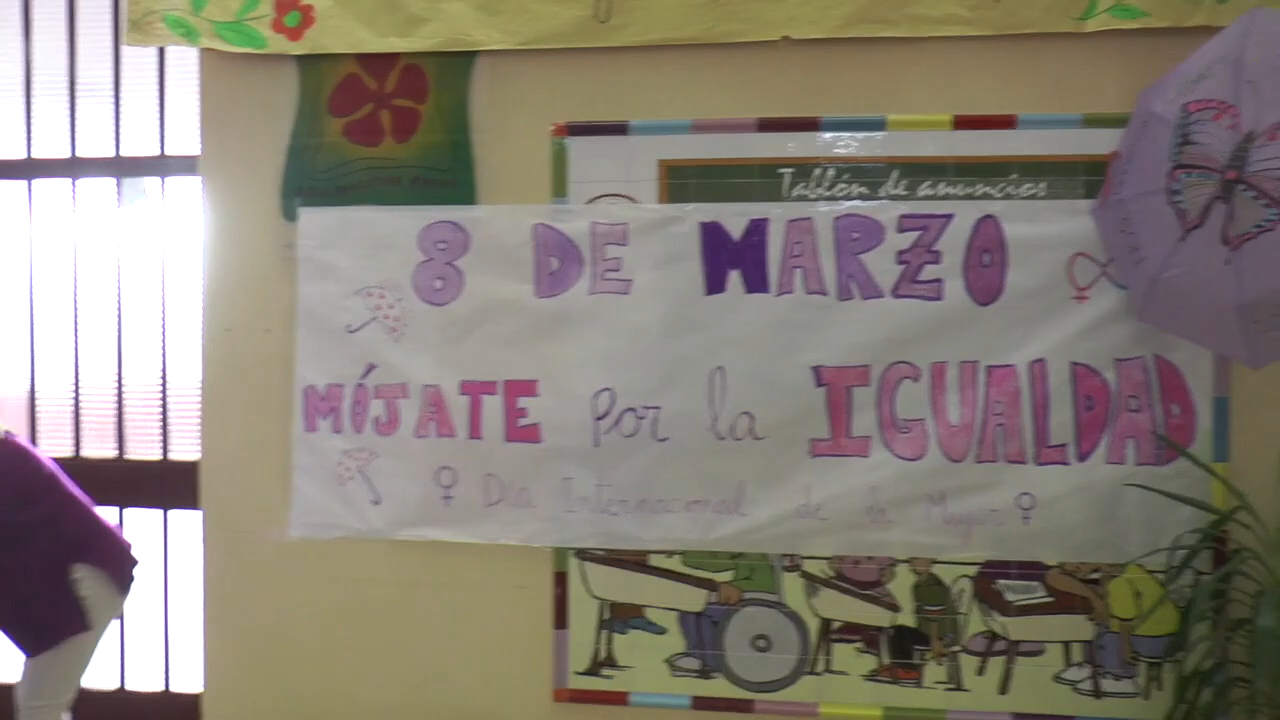 Tablón de anuncios
8 DE MARZO
MÓJATE por la IGUALDAD
Día Internacional de la Mujer